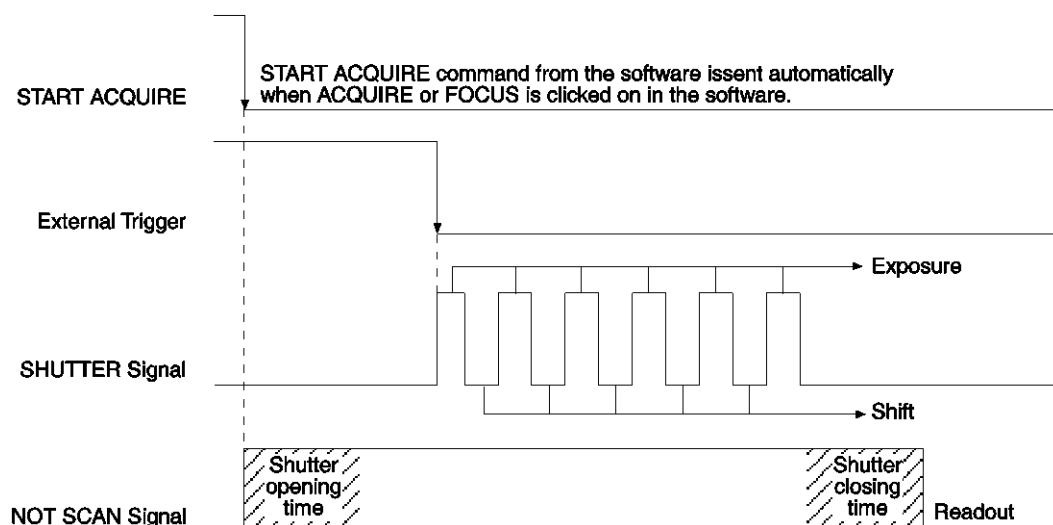 START ACQUIRE command from the software issent automatically
when ACQUIRE or FOCUS is clicked on in the software.
START ACQUIRE
External Trigger
Exposure
SHUTTER Signal
Shift
Shutter
opening
time
Shutter
closing
time
NOT SCAN Signal
Readout